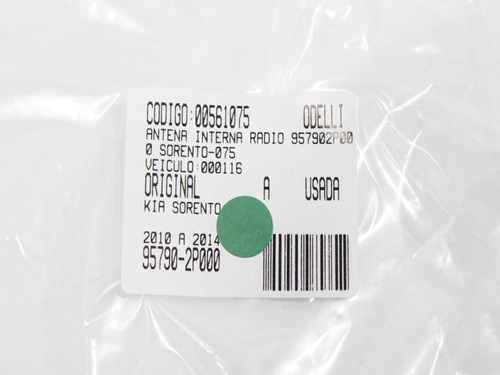 CODIGO:00561075 ODELLI
ANTENA INTERNA RADIO 957902P00
0 SORENTO-075
VEICULO:000116
ORIGINAL A USADA
KIA SORENTO
2010 A 2014
95790-2P000